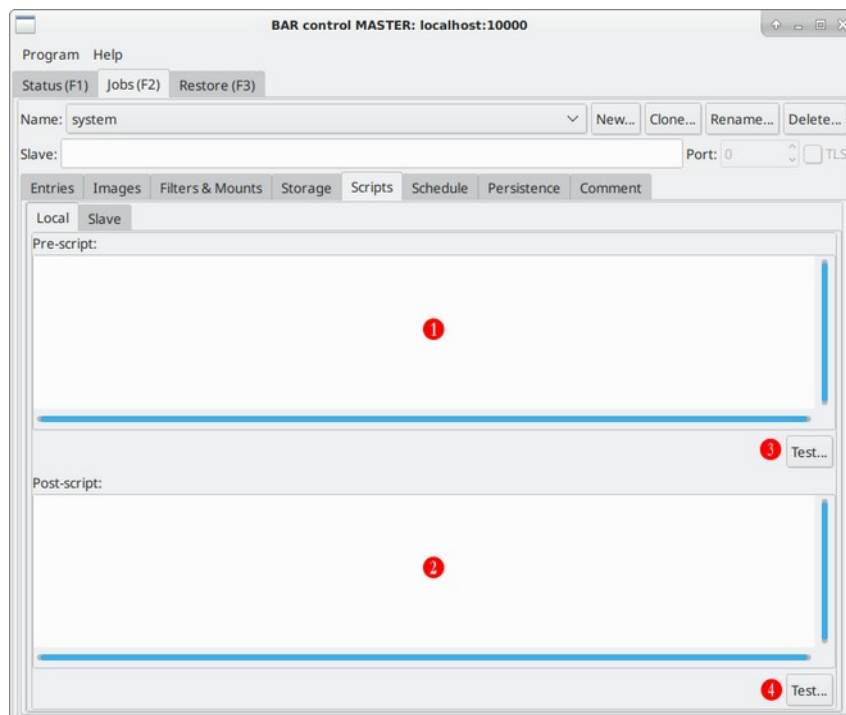 BAR control MASTER: localhost:10000
Program Help
Status (F1) Jobs (F2) Restore (F3)
Name: system New... Clone... Rename... Delete...
Slave: Port: 0 TLS
Entries Images Filters & Mounts Storage Scripts Schedule Persistence Comment
Local Slave
Pre-script:
1
3 Test...
Post-script:
2
4 Test...